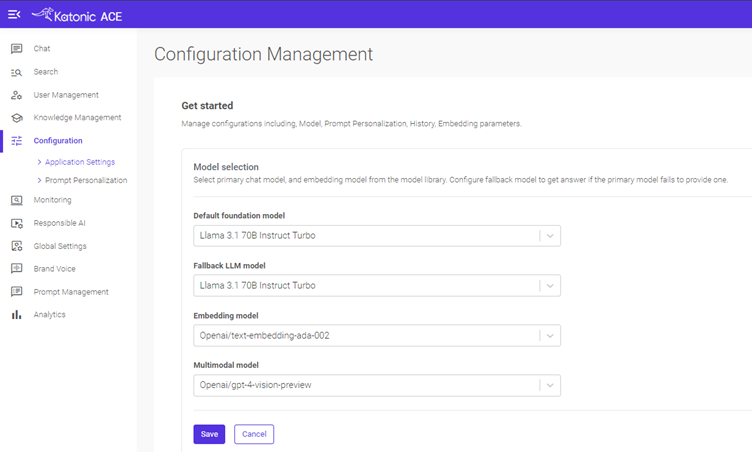 Katonic ACE
Chat
Search
User Management
Knowledge Management
Configuration
Application Settings
Prompt Personalization
Monitoring
Responsible AI
Global Settings
Brand Voice
Prompt Management
Analytics
Configuration Management
Get started
Manage configurations including, Model, Prompt Personalization, History, Embedding parameters.
Model selection
Select primary chat model, and embedding model from the model library. Configure fallback model to get answer if the primary model fails to provide one.
Default foundation model
Llama 3.1 70B Instruct Turbo
Fallback LLM model
Llama 3.1 70B Instruct Turbo
Embedding model
Openai/text-embedding-ada-002
Multimodal model
Openai/gpt-4-vision-preview
Save
Cancel